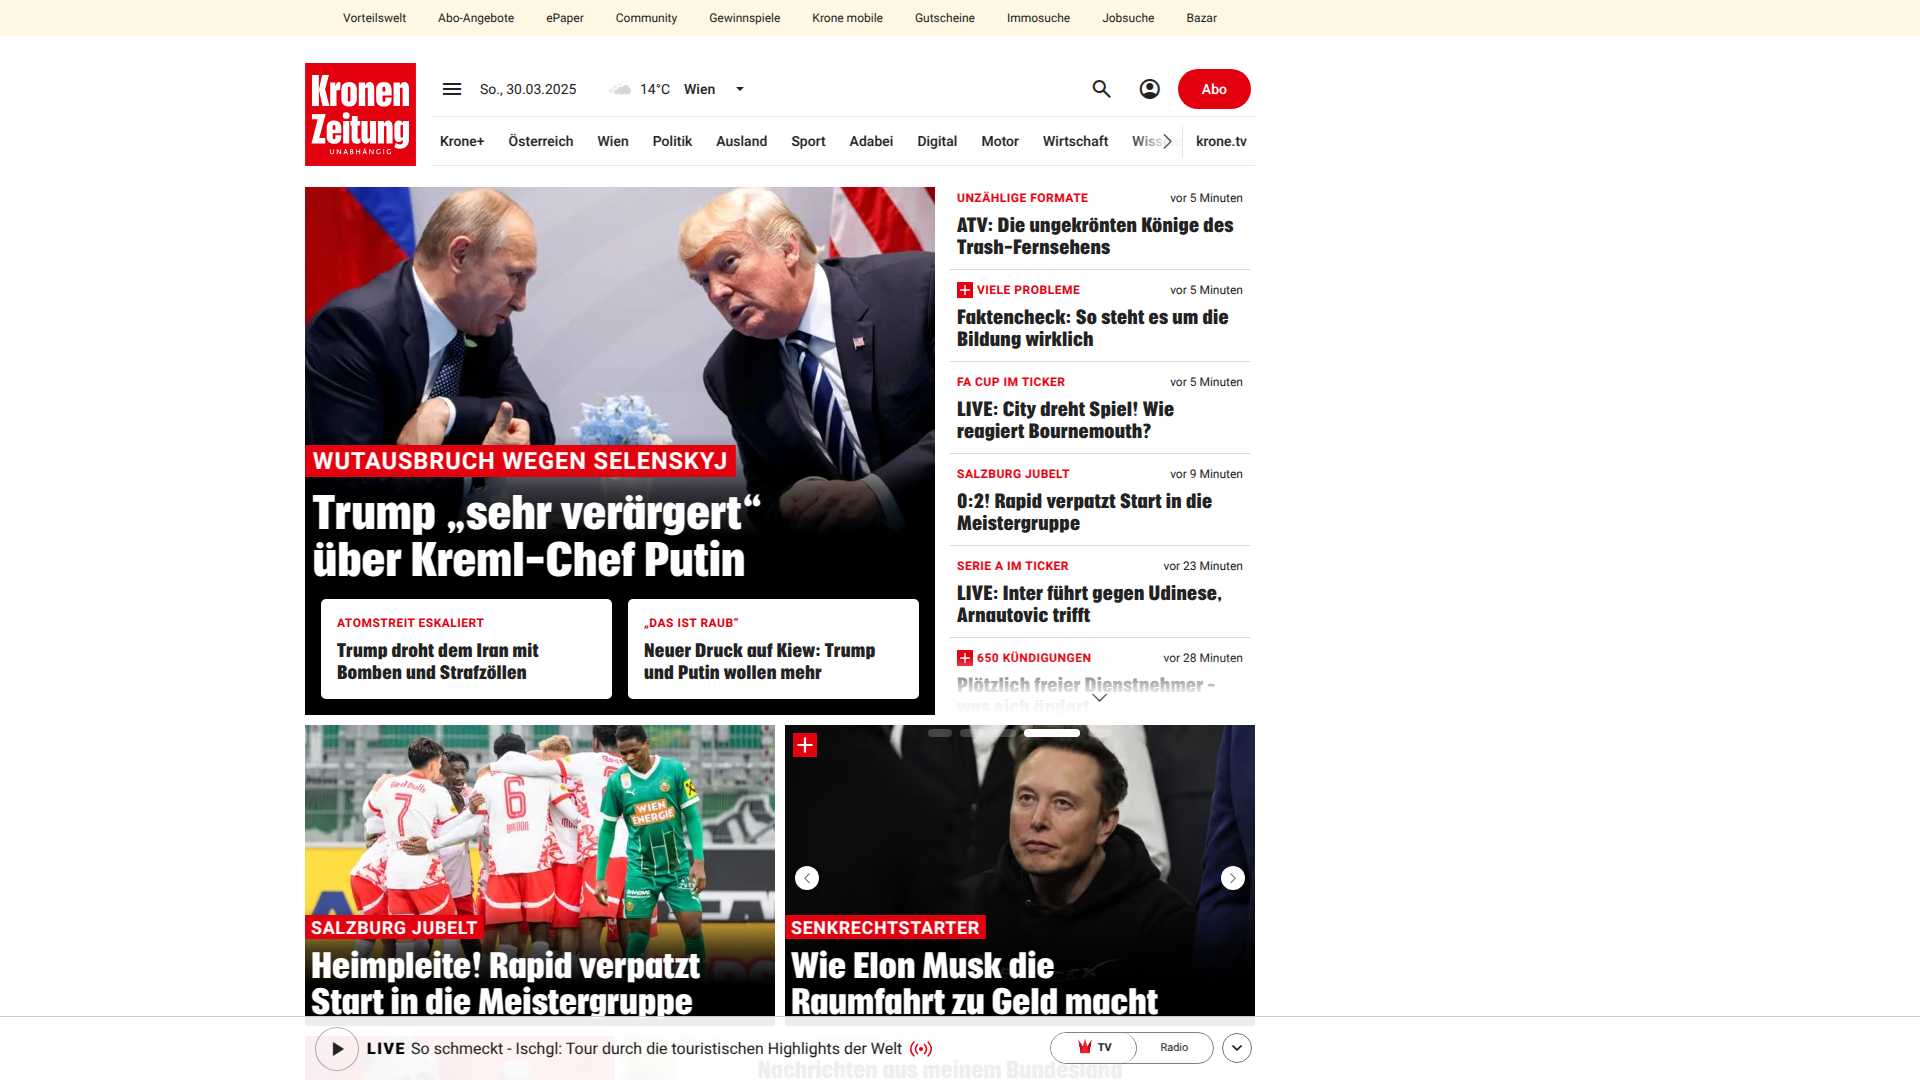 Vorteilswelt Abo-Angebote ePaper Community Gewinnspiele Krone mobile Gutscheine Immosuche Jobsuche Bazar
Kronen
Zeitung
UNABHÄNGIG
So., 30.03.2025 14°C Wien Abo
Krone+ Österreich Wien Politik Ausland Sport Adabei Digital Motor Wirtschaft krone.tv
WUTAUSBRUCH WEGEN SELENSKYJ
Trump „sehr verärgert“
über Kreml-Chef Putin
ATOMSTREIT ESKALIERT
Trump droht dem Iran mit
Bomben und Strafzöllen
„DAS IST RAUB“
Neuer Druck auf Kiew: Trump
und Putin wollen mehr
UNZÄHLIGE FORMATE vor 5 Minuten
ATV: Die ungekrönten Könige des
Trash-Fernsehens
VIELE PROBLEME vor 5 Minuten
Faktencheck: So steht es um die
Bildung wirklich
FA CUP IM TICKER vor 5 Minuten
LIVE: City dreht Spiel! Wie
reagiert Bournemouth?
SALZBURG JUBELT vor 9 Minuten
0:2! Rapid verpatzt Start in die
Meistergruppe
SERIE A IM TICKER vor 23 Minuten
LIVE: Inter führt gegen Udinese,
Arnautovic trifft
650 KÜNDIGUNGEN vor 28 Minuten
Plötzlich freier Dienstnehmer –
was sich ändert
7
6
WIEN
ENERGIE
SALZBURG JUBELT
Heimpleite! Rapid verpatzt
Start in die Meistergruppe
SENKRECHTSTARTER
Wie Elon Musk die
Raumfahrt zu Geld macht
LIVE So schmeckt - Ischgl: Tour durch die touristischen Highlights der Welt
TV Radio
Nachrichten aus meinem Bundesland